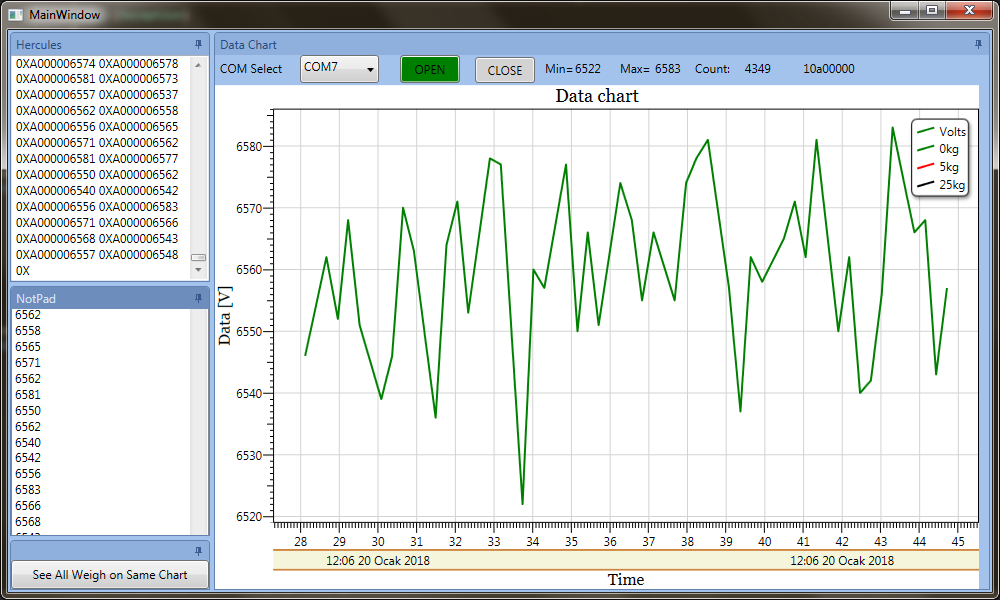 MainWindow
Hercules
0XA000006574 0XA000006578
0XA000006581 0XA000006573
0XA000006557 0XA000006537
0XA000006562 0XA000006558
0XA000006556 0XA000006565
0XA000006571 0XA000006562
0XA000006581 0XA000006577
0XA000006550 0XA000006562
0XA000006540 0XA000006542
0XA000006556 0XA000006583
0XA000006571 0XA000006566
0XA000006568 0XA000006543
0XA000006557 0XA000006548
0X
NotPad
6562
6558
6565
6571
6562
6581
6550
6562
6540
6542
6556
6583
6566
6568
See All Weigh on Same Chart
Data Chart
COM Select COM7 OPEN CLOSE Min= 6522 Max= 6583 Count: 4349 10a00000
Data chart
Volts
0kg
5kg
25kg
Data [V]
6580
6570
6560
6550
6540
6530
6520
28 29 30 31 32 33 34 35 36 37 38 39 40 41 42 43 44 45
12:06 20 Ocak 2018 12:06 20 Ocak 2018
Time